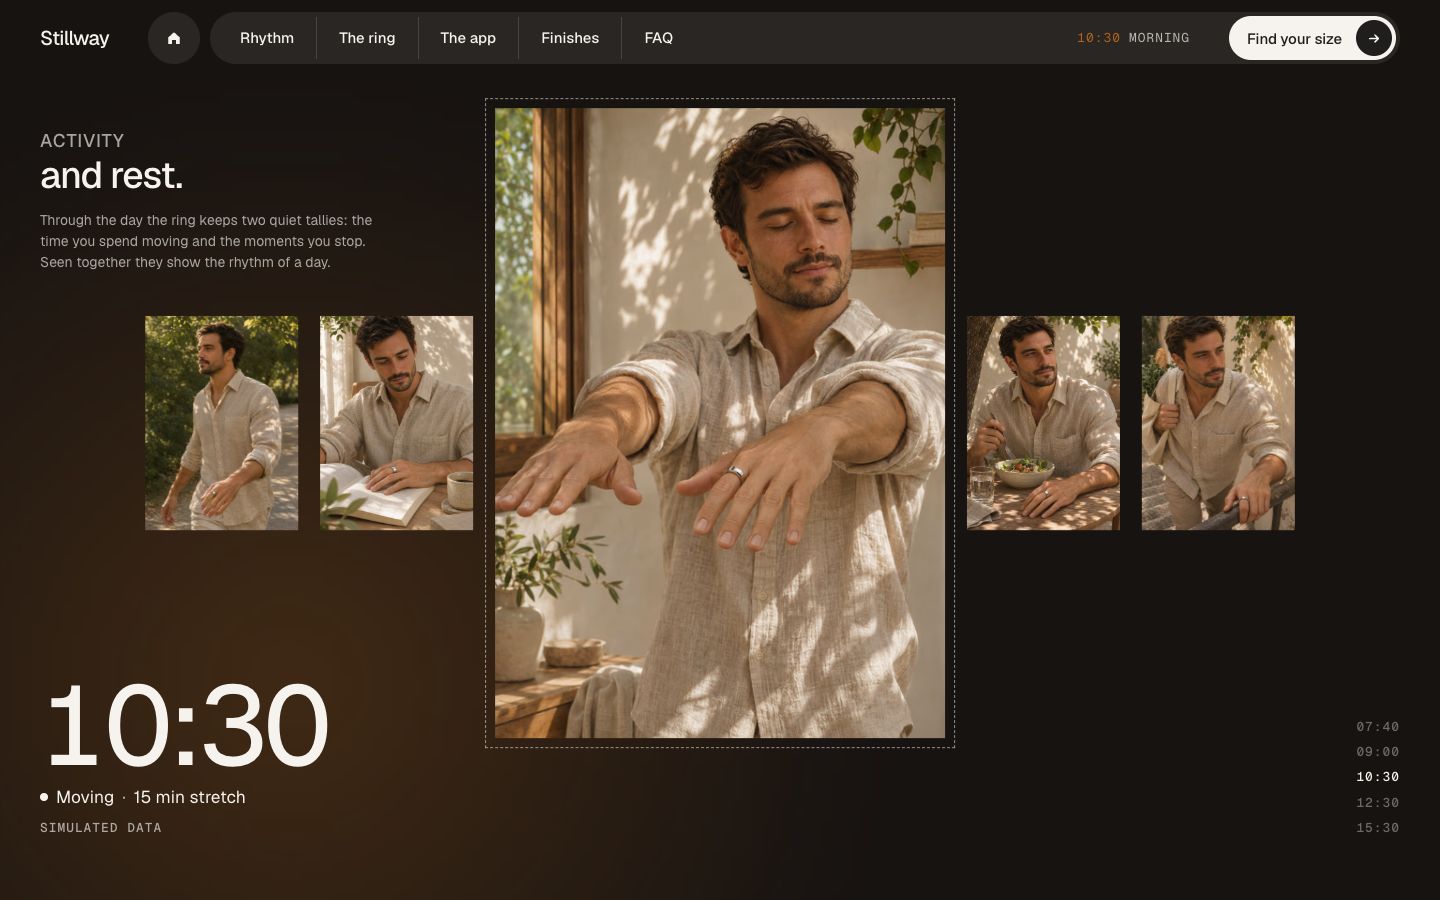 Stillway
Rhythm
The ring
The app
Finishes
FAQ
10:30 MORNING
Find your size
ACTIVITY
and rest.
Through the day the ring keeps two quiet tallies: the
time you spend moving and the moments you stop.
Seen together they show the rhythm of a day.
10:30
Moving · 15 min stretch
SIMULATED DATA
07:40
09:00
10:30
12:30
15:30